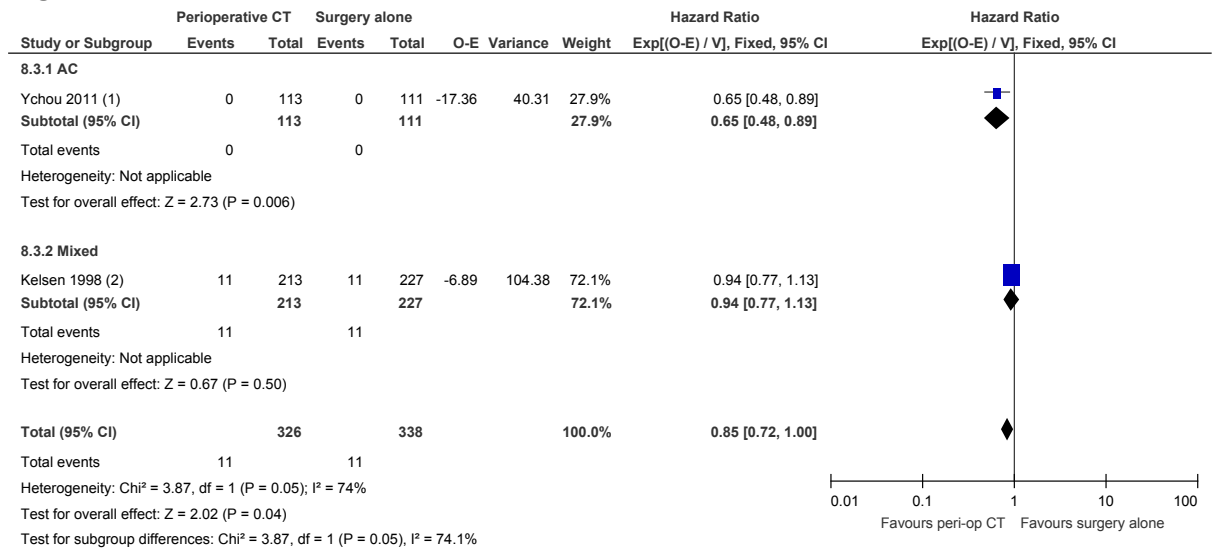 Perioperative CT Surgery alone Hazard Ratio Hazard Ratio
Study or Subgroup Events Total Events Total O-E Variance Weight Exp[(O-E) / V], Fixed, 95% CI Exp[(O-E) / V], Fixed, 95% CI
8.3.1 AC
Ychou 2011 (1) 0 113 0 111 -17.36 40.31 27.9% 0.65 [0.48, 0.89]
Subtotal (95% CI) 113 111 27.9% 0.65 [0.48, 0.89]
Total events 0 0
Heterogeneity: Not applicable
Test for overall effect: Z = 2.73 (P = 0.006)
8.3.2 Mixed
Kelsen 1998 (2) 11 213 11 227 -6.89 104.38 72.1% 0.94 [0.77, 1.13]
Subtotal (95% CI) 213 227 72.1% 0.94 [0.77, 1.13]
Total events 11 11
Heterogeneity: Not applicable
Test for overall effect: Z = 0.67 (P = 0.50)
Total (95% CI) 326 338 100.0% 0.85 [0.72, 1.00]
Total events 11 11
Heterogeneity: Chi² = 3.87, df = 1 (P = 0.05); I² = 74%
Test for overall effect: Z = 2.02 (P = 0.04)
Test for subgroup differences: Chi² = 3.87, df = 1 (P = 0.05), I² = 74.1%
0.01 0.1 1 10 100
Favours peri-op CT Favours surgery alone